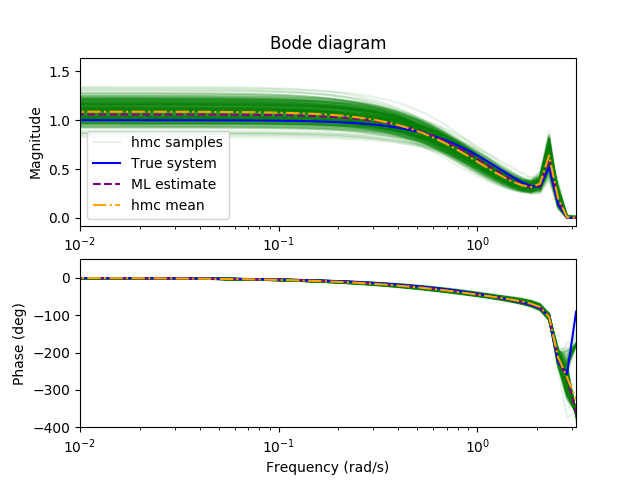 Bode diagram
Magnitude
1.5
1.0
0.5
0.0
hmc samples
True system
ML estimate
hmc mean
10⁻² 10⁻¹ 10⁰
Phase (deg)
0
−100
−200
−300
−400
10⁻² 10⁻¹ 10⁰
Frequency (rad/s)